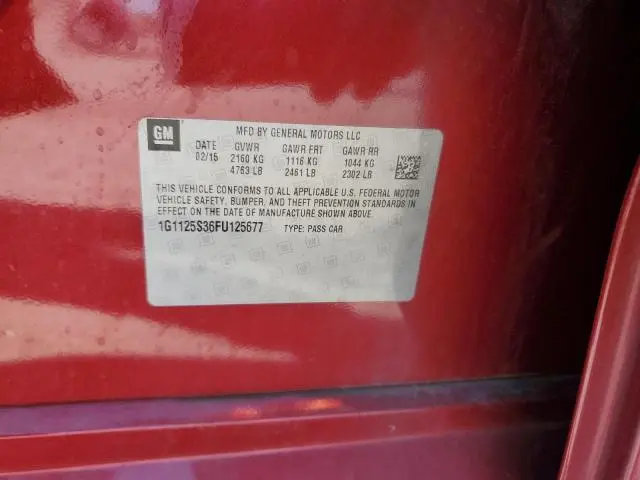 GM
MFD BY GENERAL MOTORS LLC
DATE GVWR GAWR FRT GAWR RR
02/15 2160 KG 1116 KG 1044 KG
4763 LB 2461 LB 2302 LB
THIS VEHICLE CONFORMS TO ALL APPLICABLE U.S. FEDERAL MOTOR
VEHICLE SAFETY, BUMPER, AND THEFT PREVENTION STANDARDS IN
EFFECT ON THE DATE OF MANUFACTURE SHOWN ABOVE.
1G1125S36FU125677 TYPE: PASS CAR